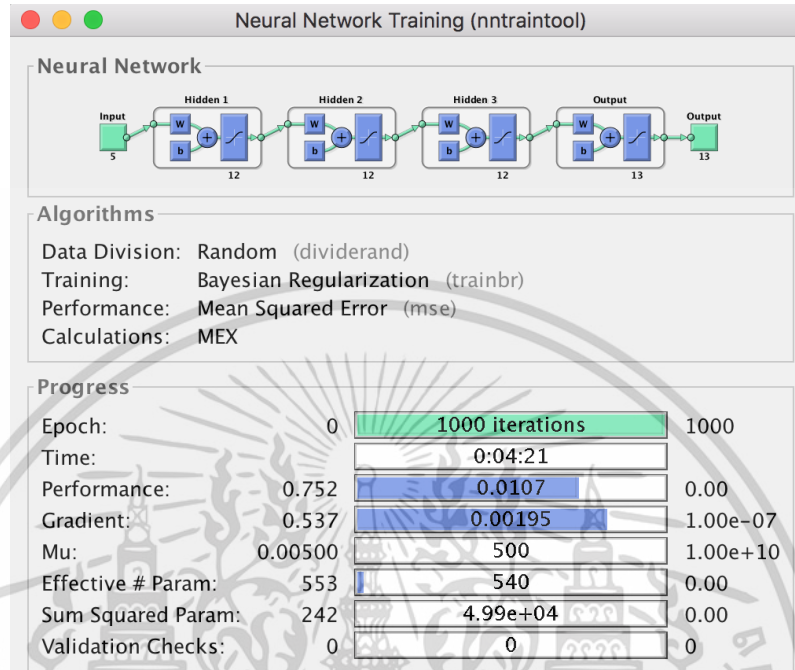 Neural Network Training (nntraintool)
Neural Network
Hidden 1 Hidden 2 Hidden 3 Output
Input Output
W W W W
+ + + +
b b b b
5 12 12 12 13 13
Algorithms
Data Division: Random (dividerand)
Training: Bayesian Regularization (trainbr)
Performance: Mean Squared Error (mse)
Calculations: MEX
Progress
Epoch: 0 1000 iterations 1000
Time: 0:04:21
Performance: 0.752 0.0107 0.00
Gradient: 0.537 0.00195 1.00e-07
Mu: 0.00500 500 1.00e+10
Effective # Param: 553 540 0.00
Sum Squared Param: 242 4.99e+04 0.00
Validation Checks: 0 0 0